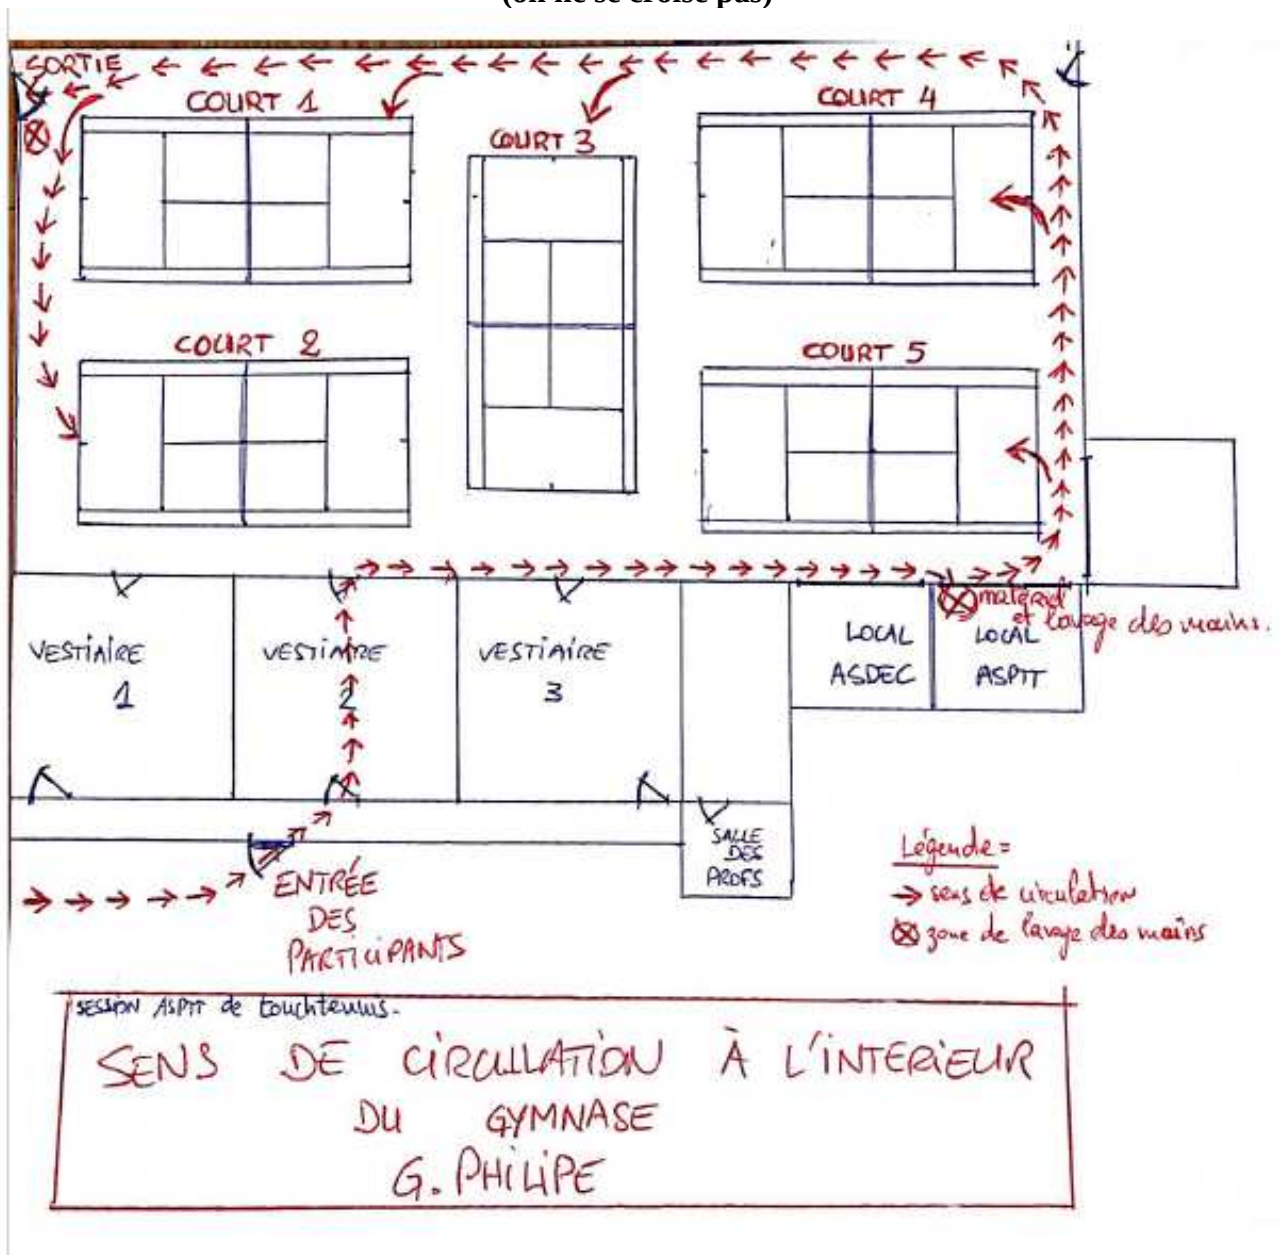 (on ne se croise pas)
SORTIE
COURT 1
COURT 3
COURT 4
COURT 2
COURT 5
matériel
et lavage des mains.
VESTIAIRE
1
VESTIAIRE
2
VESTIAIRE
3
LOCAL
ASDEC
LOCAL
ASPTT
SALLE
DES
PROFS
ENTRÉE
DES
PARTICIPANTS
Légende =
→ sens de circulation
⊗ zone de lavage des mains
SESSION ASPTT de touchtennis.
SENS DE CIRCULATION À L'INTERIEUR
DU GYMNASE
G. PHILIPE